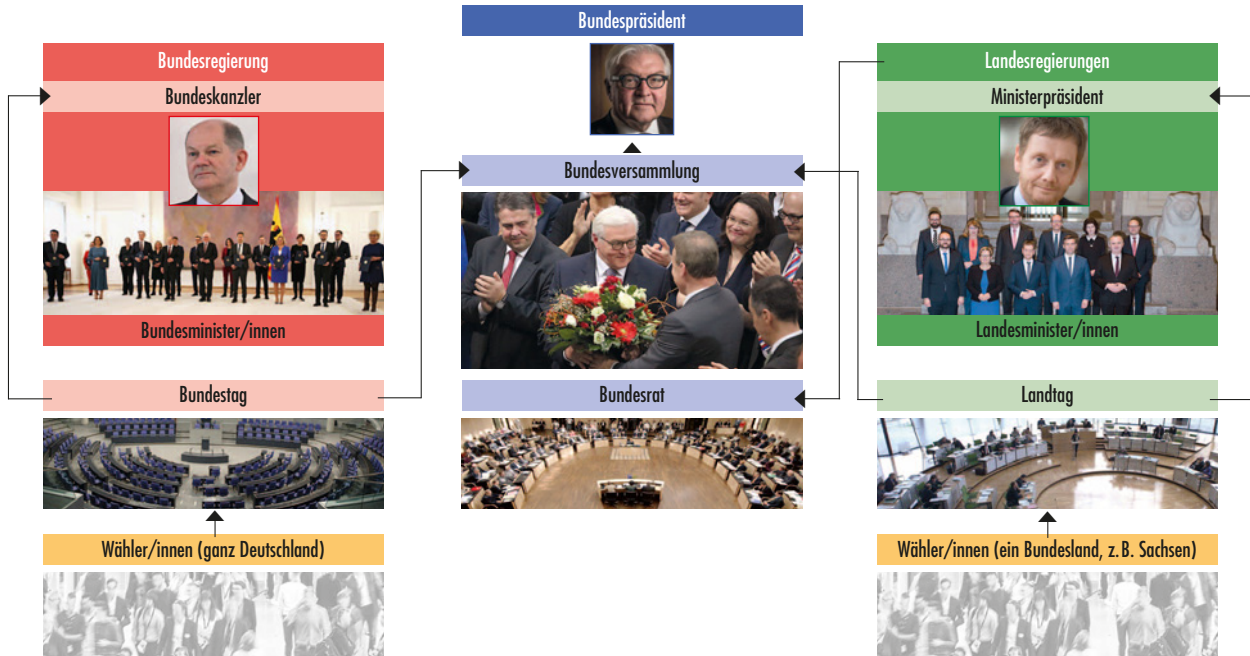 Bundespräsident
Bundesregierung
Bundeskanzler
Bundesminister/innen
Bundestag
Wähler/innen (ganz Deutschland)
Bundesversammlung
Bundesrat
Landesregierungen
Ministerpräsident
Landesminister/innen
Landtag
Wähler/innen (ein Bundesland, z. B. Sachsen)